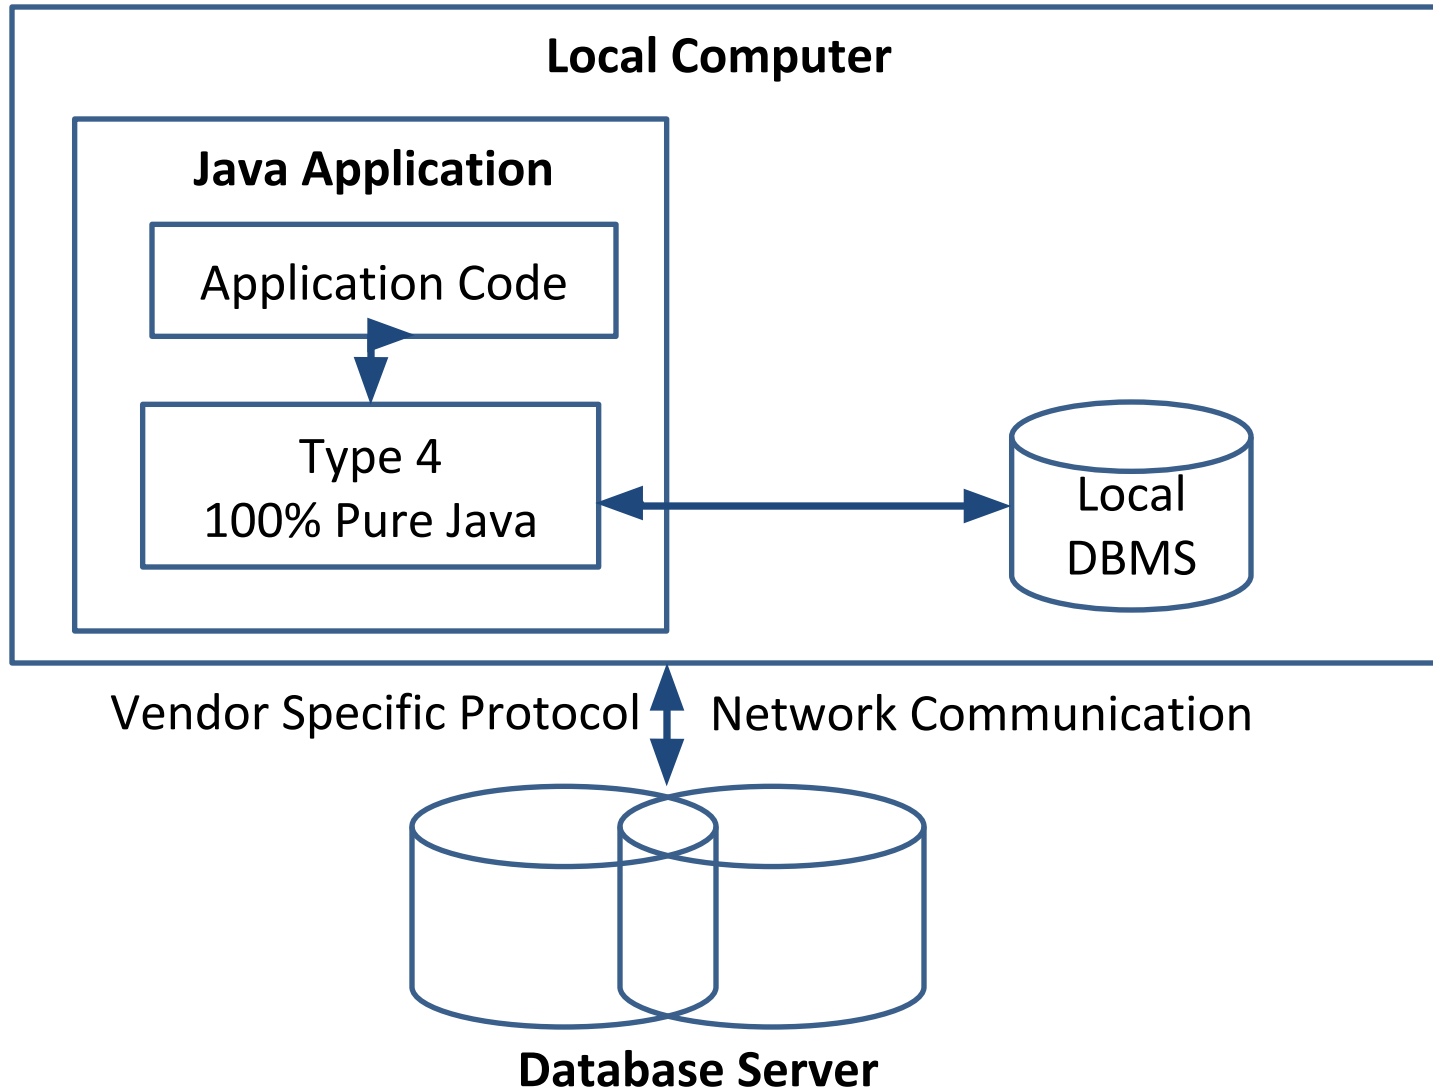 Local Computer
Java Application
Application Code
Type 4
100% Pure Java
Local
DBMS
Vendor Specific Protocol
Network Communication
Database Server